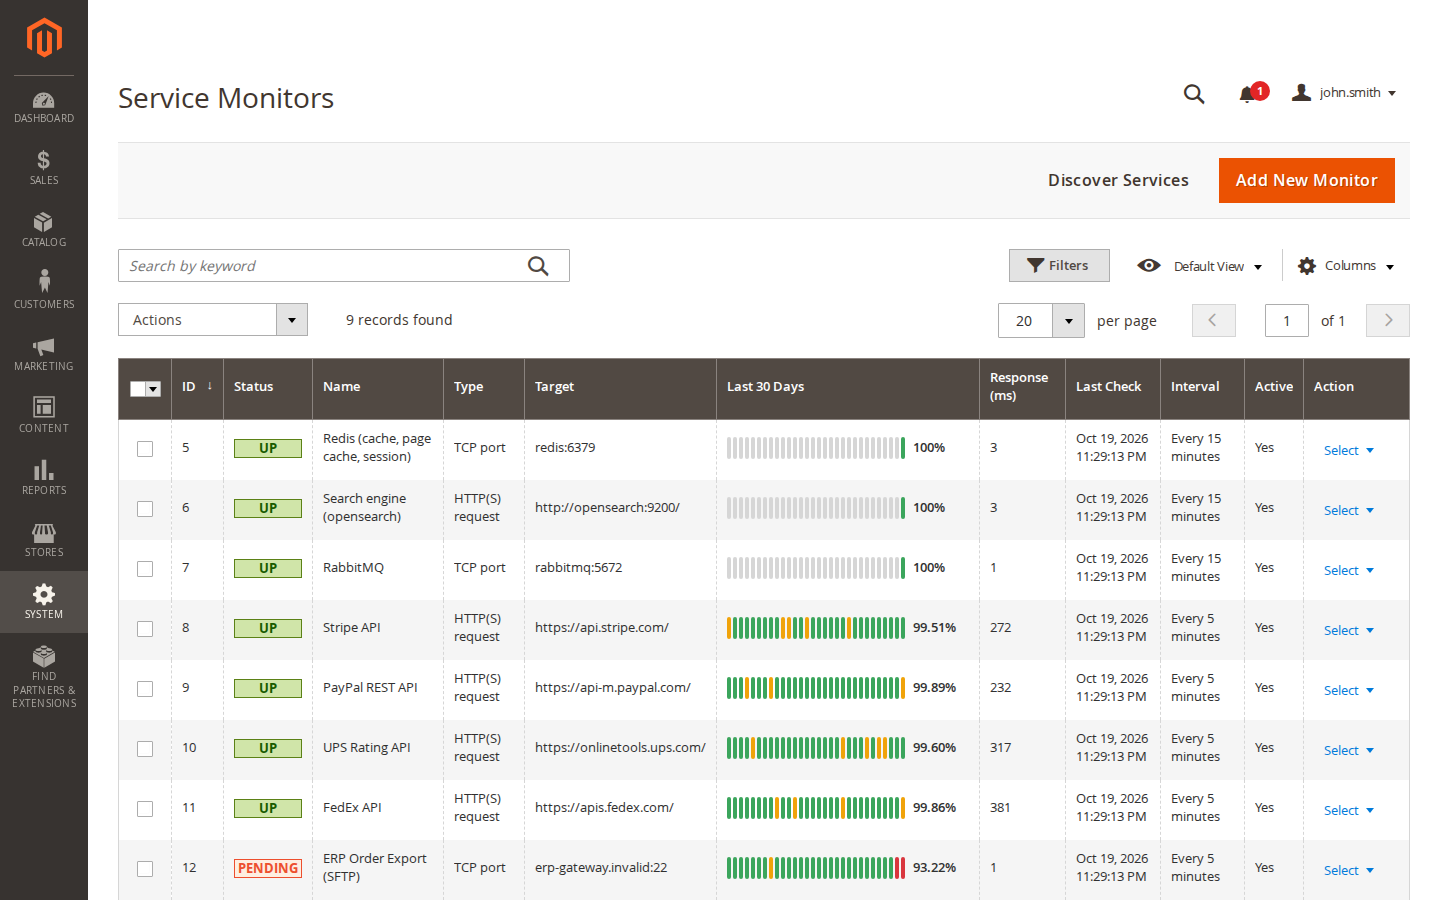 Service Monitors
1
john.smith
DASHBOARD
SALES
CATALOG
CUSTOMERS
MARKETING
CONTENT
REPORTS
STORES
SYSTEM
FIND
PARTNERS &
EXTENSIONS
Discover Services
Add New Monitor
Search by keyword
Filters
Default View
Columns
Actions
9 records found
20
per page
1
of 1
ID ↓ Status Name Type Target Last 30 Days Response (ms) Last Check Interval Active Action
5 UP Redis (cache, page cache, session) TCP port redis:6379 100% 3 Oct 19, 2026 11:29:13 PM Every 15 minutes Yes Select
6 UP Search engine (opensearch) HTTP(S) request http://opensearch:9200/ 100% 3 Oct 19, 2026 11:29:13 PM Every 15 minutes Yes Select
7 UP RabbitMQ TCP port rabbitmq:5672 100% 1 Oct 19, 2026 11:29:13 PM Every 15 minutes Yes Select
8 UP Stripe API HTTP(S) request https://api.stripe.com/ 99.51% 272 Oct 19, 2026 11:29:13 PM Every 5 minutes Yes Select
9 UP PayPal REST API HTTP(S) request https://api-m.paypal.com/ 99.89% 232 Oct 19, 2026 11:29:13 PM Every 5 minutes Yes Select
10 UP UPS Rating API HTTP(S) request https://onlinetools.ups.com/ 99.60% 317 Oct 19, 2026 11:29:13 PM Every 5 minutes Yes Select
11 UP FedEx API HTTP(S) request https://apis.fedex.com/ 99.86% 381 Oct 19, 2026 11:29:13 PM Every 5 minutes Yes Select
12 PENDING ERP Order Export (SFTP) TCP port erp-gateway.invalid:22 93.22% 1 Oct 19, 2026 11:29:13 PM Every 5 minutes Yes Select